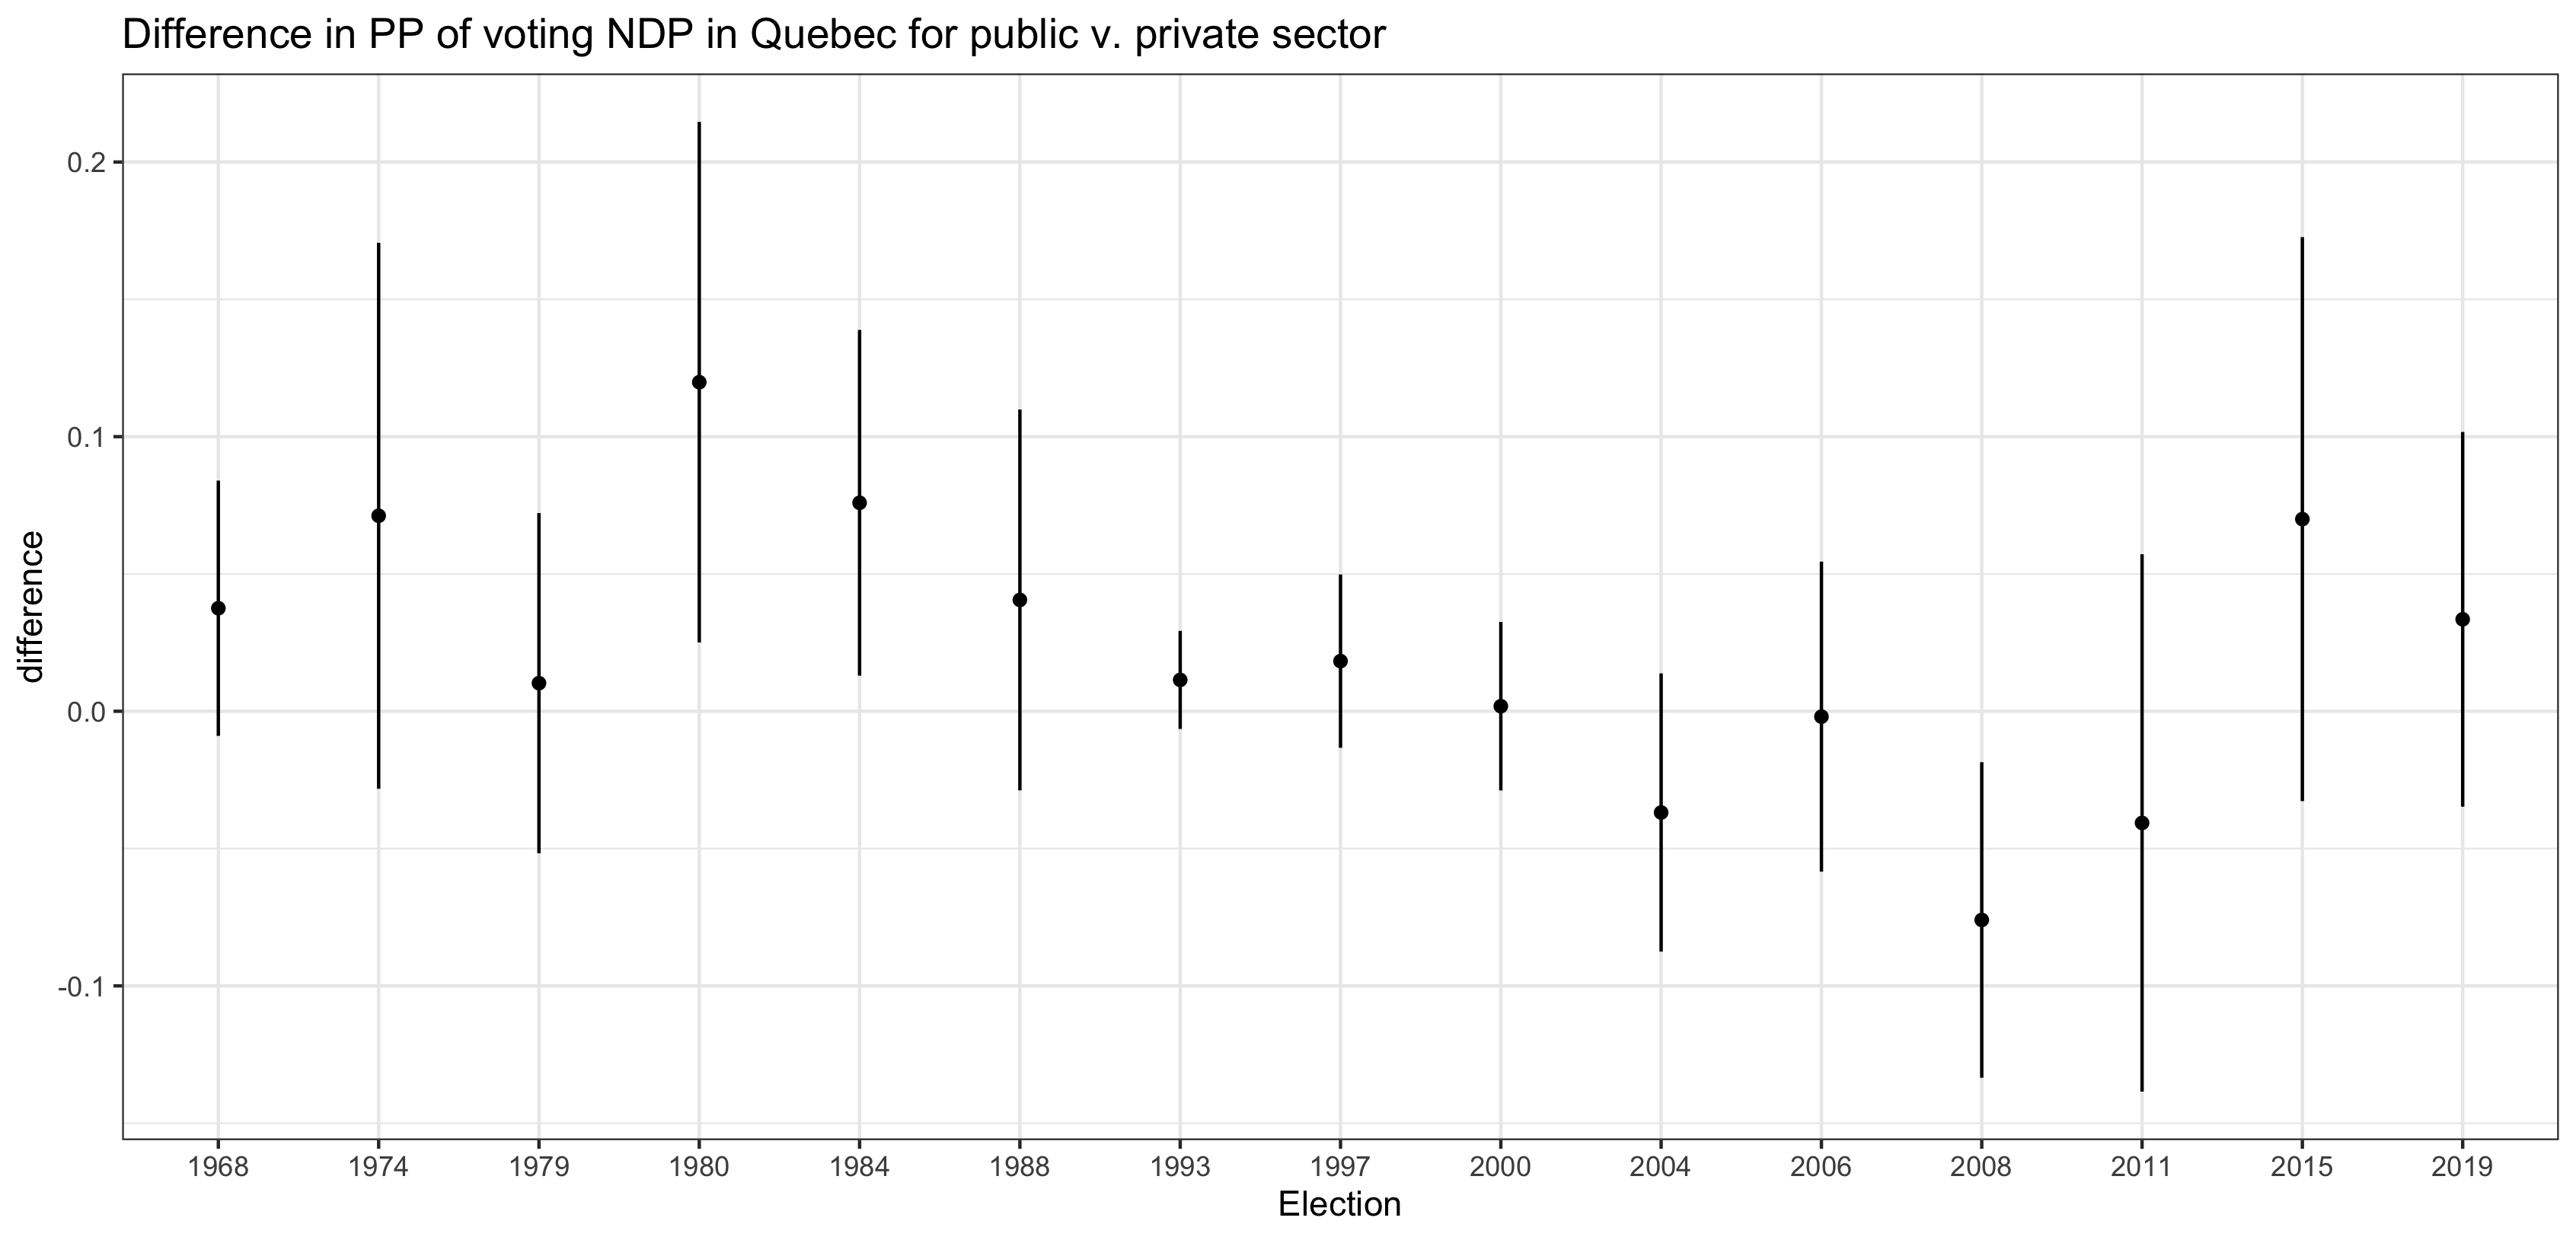 Difference in PP of voting NDP in Quebec for public v. private sector
difference
0.2
0.1
0.0
-0.1
1968 1974 1979 1980 1984 1988 1993 1997 2000 2004 2006 2008 2011 2015 2019
Election